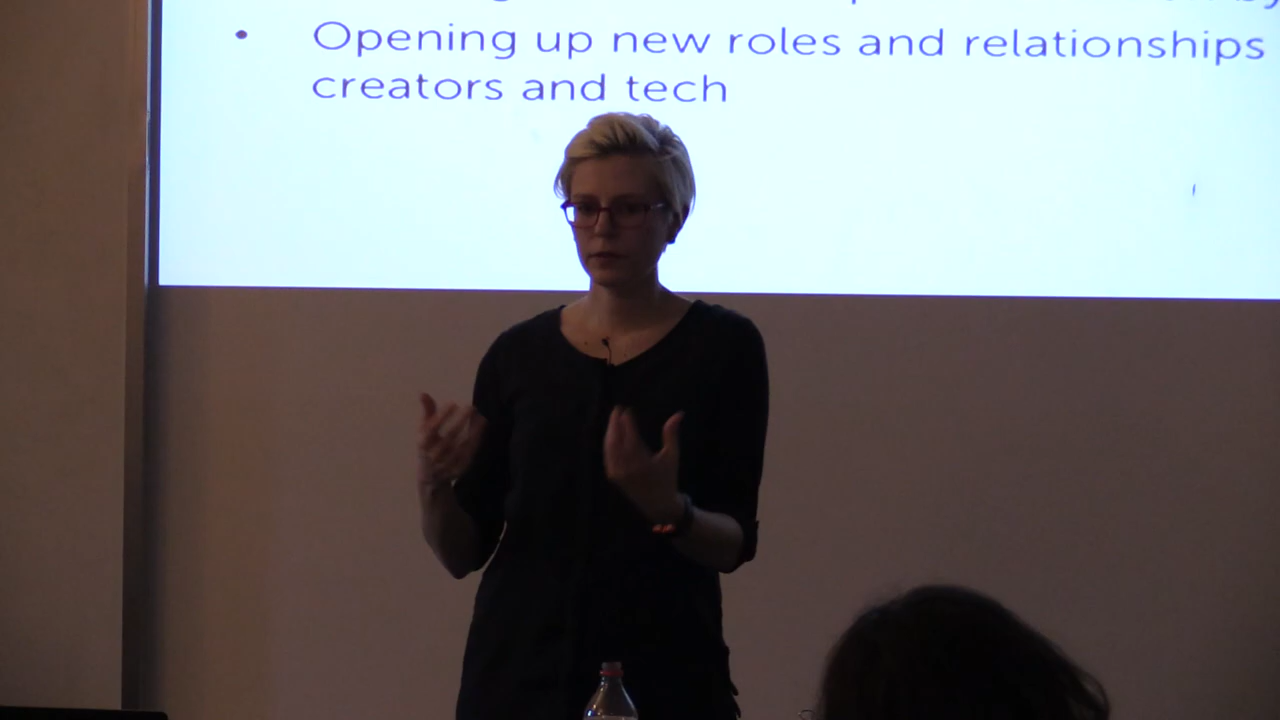 • Opening up new roles and relationships
creators and tech